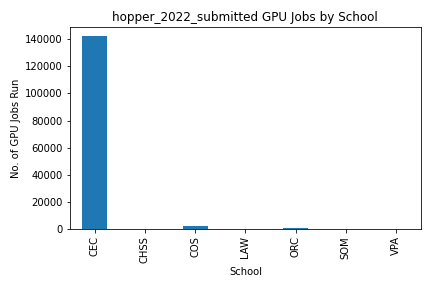 hopper_2022_submitted GPU Jobs by School
No. of GPU Jobs Run
140000
120000
100000
80000
60000
40000
20000
0
CEC
CHSS
COS
LAW
ORC
SOM
VPA
School